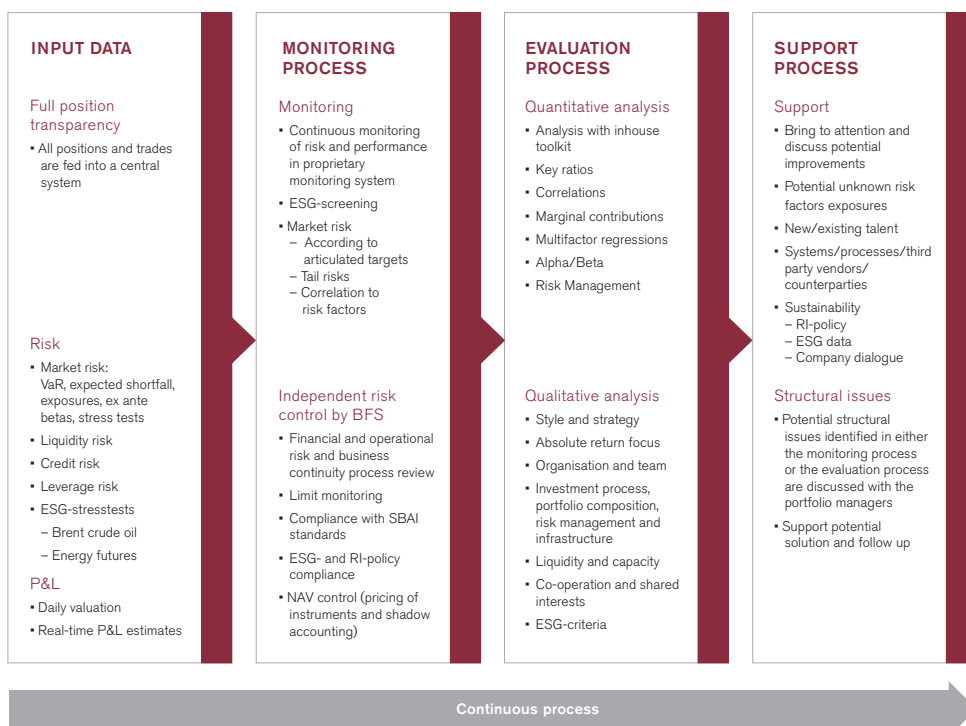 INPUT DATA
Full position
transparency
▪ All positions and trades
are fed into a central
system
Risk
▪ Market risk:
VaR, expected shortfall,
exposures, ex ante
betas, stress tests
▪ Liquidity risk
▪ Credit risk
▪ Leverage risk
▪ ESG-stresstests
– Brent crude oil
– Energy futures
P&L
▪ Daily valuation
▪ Real-time P&L estimates
MONITORING
PROCESS
Monitoring
▪ Continuous monitoring
of risk and performance
in proprietary
monitoring system
▪ ESG-screening
▪ Market risk
– According to
articulated targets
– Tail risks
– Correlation to
risk factors
Independent risk
control by BFS
▪ Financial and operational
risk and business
continuity process review
▪ Limit monitoring
▪ Compliance with SBAI
standards
▪ ESG- and RI-policy
compliance
▪ NAV control (pricing of
instruments and shadow
accounting)
EVALUATION
PROCESS
Quantitative analysis
▪ Analysis with inhouse
toolkit
▪ Key ratios
▪ Correlations
▪ Marginal contributions
▪ Multifactor regressions
▪ Alpha/Beta
▪ Risk Management
Qualitative analysis
▪ Style and strategy
▪ Absolute return focus
▪ Organisation and team
▪ Investment process,
portfolio composition,
risk management and
infrastructure
▪ Liquidity and capacity
▪ Co-operation and shared
interests
▪ ESG-criteria
SUPPORT
PROCESS
Support
▪ Bring to attention and
discuss potential
improvements
▪ Potential unknown risk
factors exposures
▪ New/existing talent
▪ Systems/processes/third
party vendors/
counterparties
▪ Sustainability
– RI-policy
– ESG data
– Company dialogue
Structural issues
▪ Potential structural
issues identified in either
the monitoring process
or the evaluation process
are discussed with the
portfolio managers
▪ Support potential
solution and follow up
Continuous process